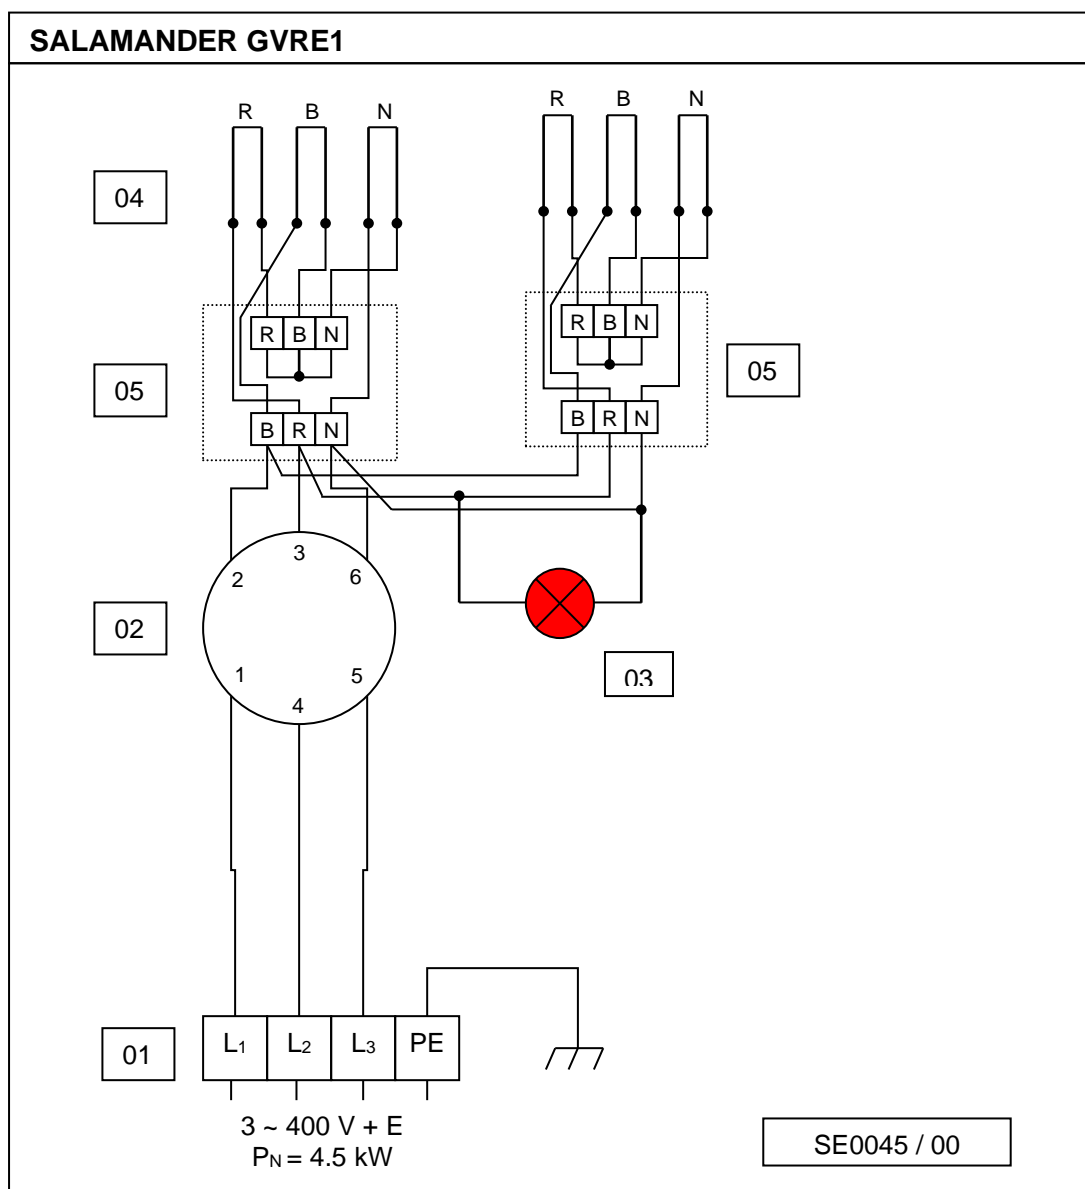 SALAMANDER GVRE1
R B N
R B N
04
R B N
R B N
05
05
B R N
B R N
3
2 6
02
1 5
4
03
01
L1 L2 L3 PE
3 ~ 400 V + E
PN = 4.5 kW
SE0045 / 00